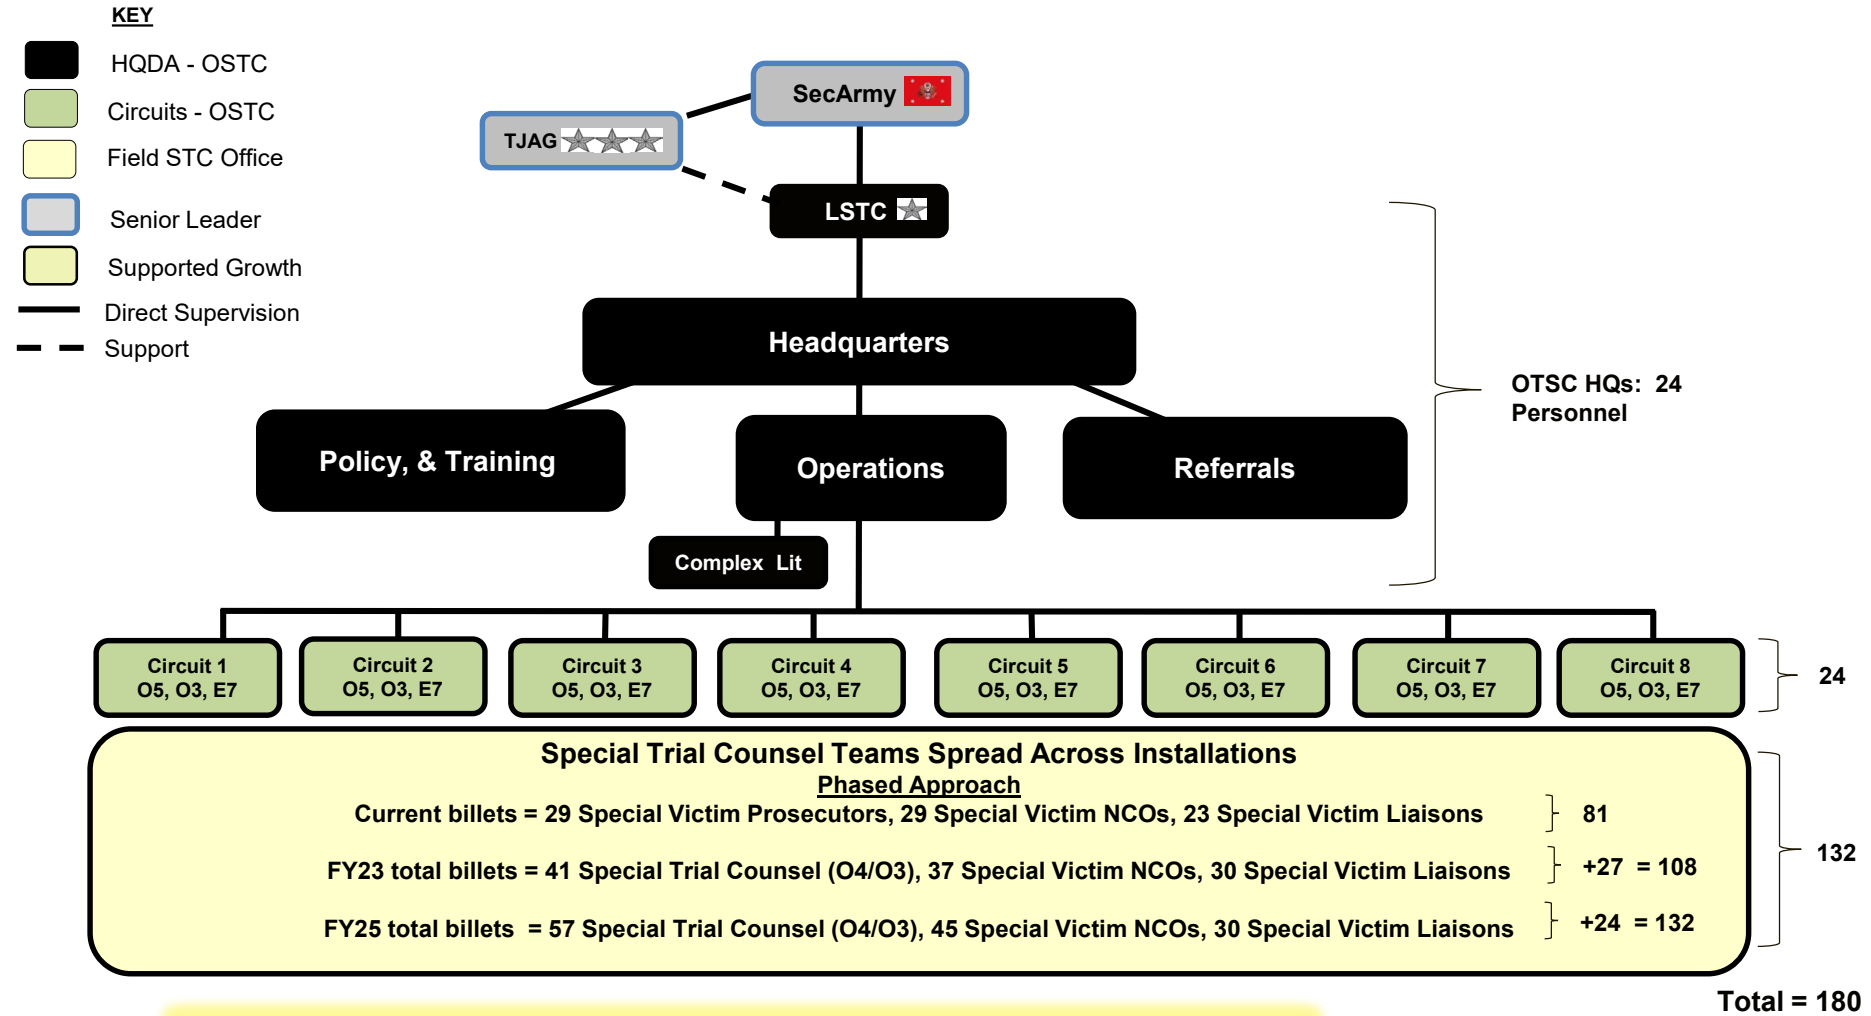 KEY
HQDA - OSTC
Circuits - OSTC
Field STC Office
Senior Leader
Supported Growth
Direct Supervision
Support
SecArmy
TJAG
LSTC
Headquarters
Policy, & Training
Operations
Referrals
Complex Lit
OTSC HQs: 24
Personnel
Circuit 1
O5, O3, E7
Circuit 2
O5, O3, E7
Circuit 3
O5, O3, E7
Circuit 4
O5, O3, E7
Circuit 5
O5, O3, E7
Circuit 6
O5, O3, E7
Circuit 7
O5, O3, E7
Circuit 8
O5, O3, E7
24
Special Trial Counsel Teams Spread Across Installations
Phased Approach
Current billets = 29 Special Victim Prosecutors, 29 Special Victim NCOs, 23 Special Victim Liaisons 81
FY23 total billets = 41 Special Trial Counsel (O4/O3), 37 Special Victim NCOs, 30 Special Victim Liaisons +27 = 108
FY25 total billets = 57 Special Trial Counsel (O4/O3), 45 Special Victim NCOs, 30 Special Victim Liaisons +24 = 132
132
Total = 180